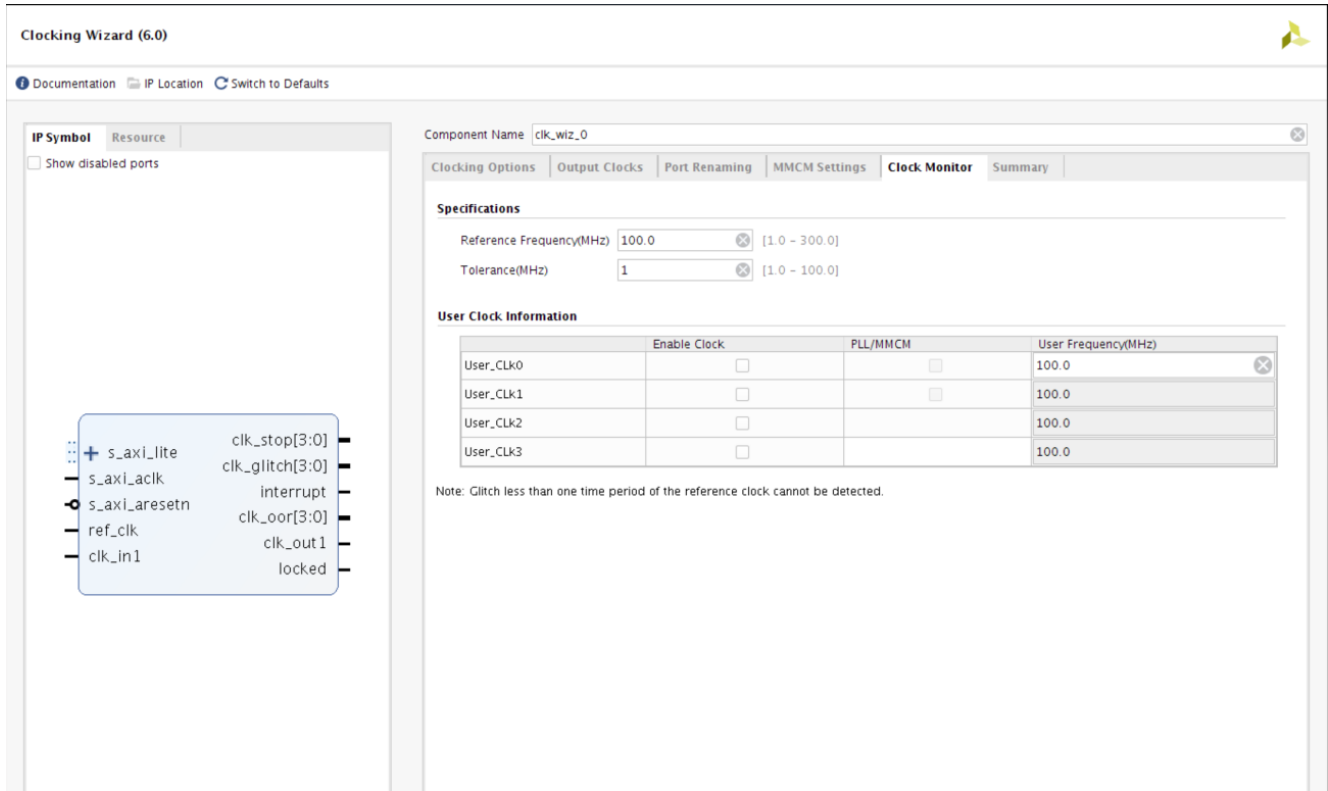 Clocking Wizard (6.0)
Documentation IP Location Switch to Defaults
IP Symbol Resource
Show disabled ports
s_axi_lite
s_axi_aclk
s_axi_aresetn
ref_clk
clk_in1
clk_stop[3:0]
clk_glitch[3:0]
interrupt
clk_oor[3:0]
clk_out1
locked
Component Name clk_wiz_0
Clocking Options Output Clocks Port Renaming MMCM Settings Clock Monitor Summary
Specifications
Reference Frequency(MHz) 100.0 [1.0 - 300.0]
Tolerance(MHz) 1 [1.0 - 100.0]
User Clock Information
Enable Clock PLL/MMCM User Frequency(MHz)
User_CLk0 100.0
User_CLk1 100.0
User_CLk2 100.0
User_CLk3 100.0
Note: Glitch less than one time period of the reference clock cannot be detected.